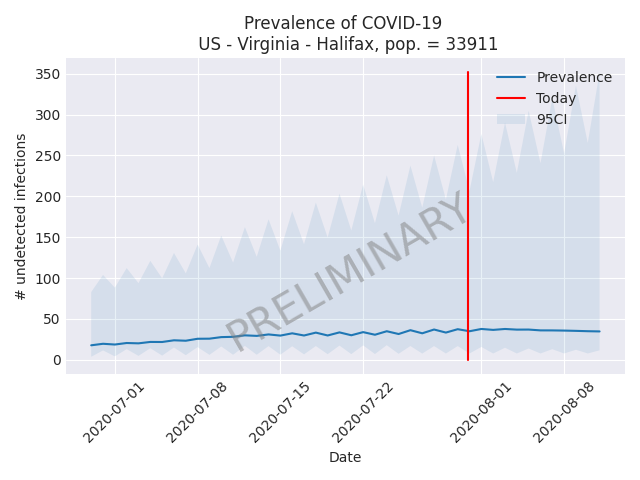 Prevalence of COVID-19
US - Virginia - Halifax, pop. = 33911
350
300
250
200
150
100
50
0
# undetected infections
Prevalence
Today
95CI
PRELIMINARY
2020-07-01
2020-07-08
2020-07-15
2020-07-22
2020-08-01
2020-08-08
Date